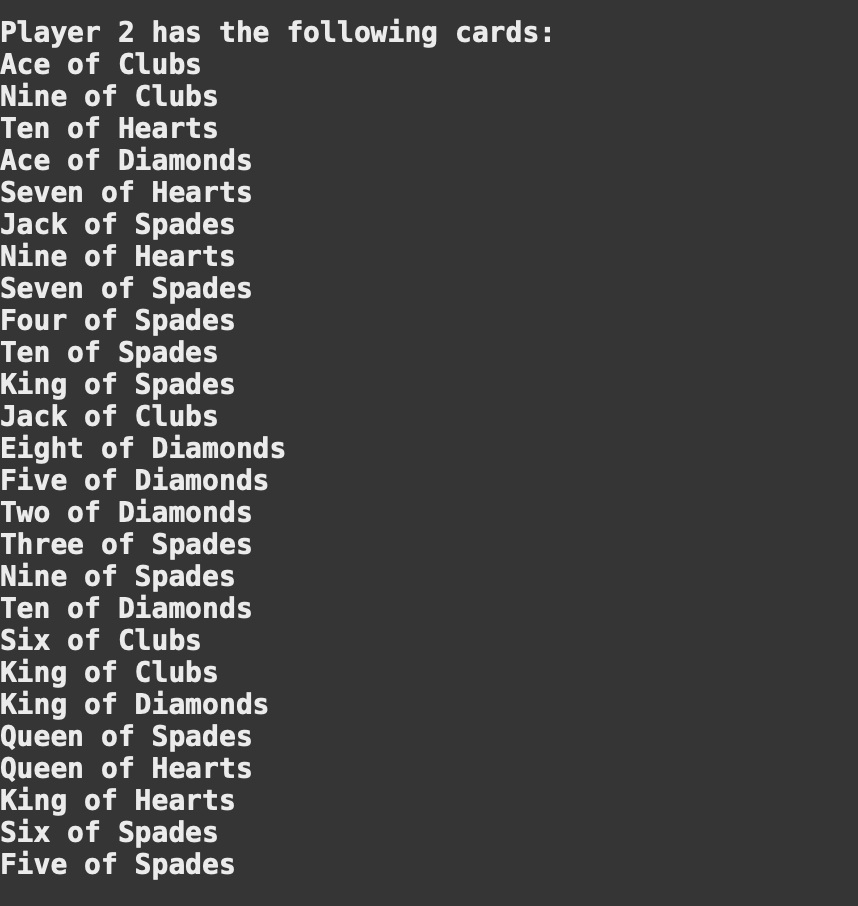 Player 2 has the following cards:
Ace of Clubs
Nine of Clubs
Ten of Hearts
Ace of Diamonds
Seven of Hearts
Jack of Spades
Nine of Hearts
Seven of Spades
Four of Spades
Ten of Spades
King of Spades
Jack of Clubs
Eight of Diamonds
Five of Diamonds
Two of Diamonds
Three of Spades
Nine of Spades
Ten of Diamonds
Six of Clubs
King of Clubs
King of Diamonds
Queen of Spades
Queen of Hearts
King of Hearts
Six of Spades
Five of Spades